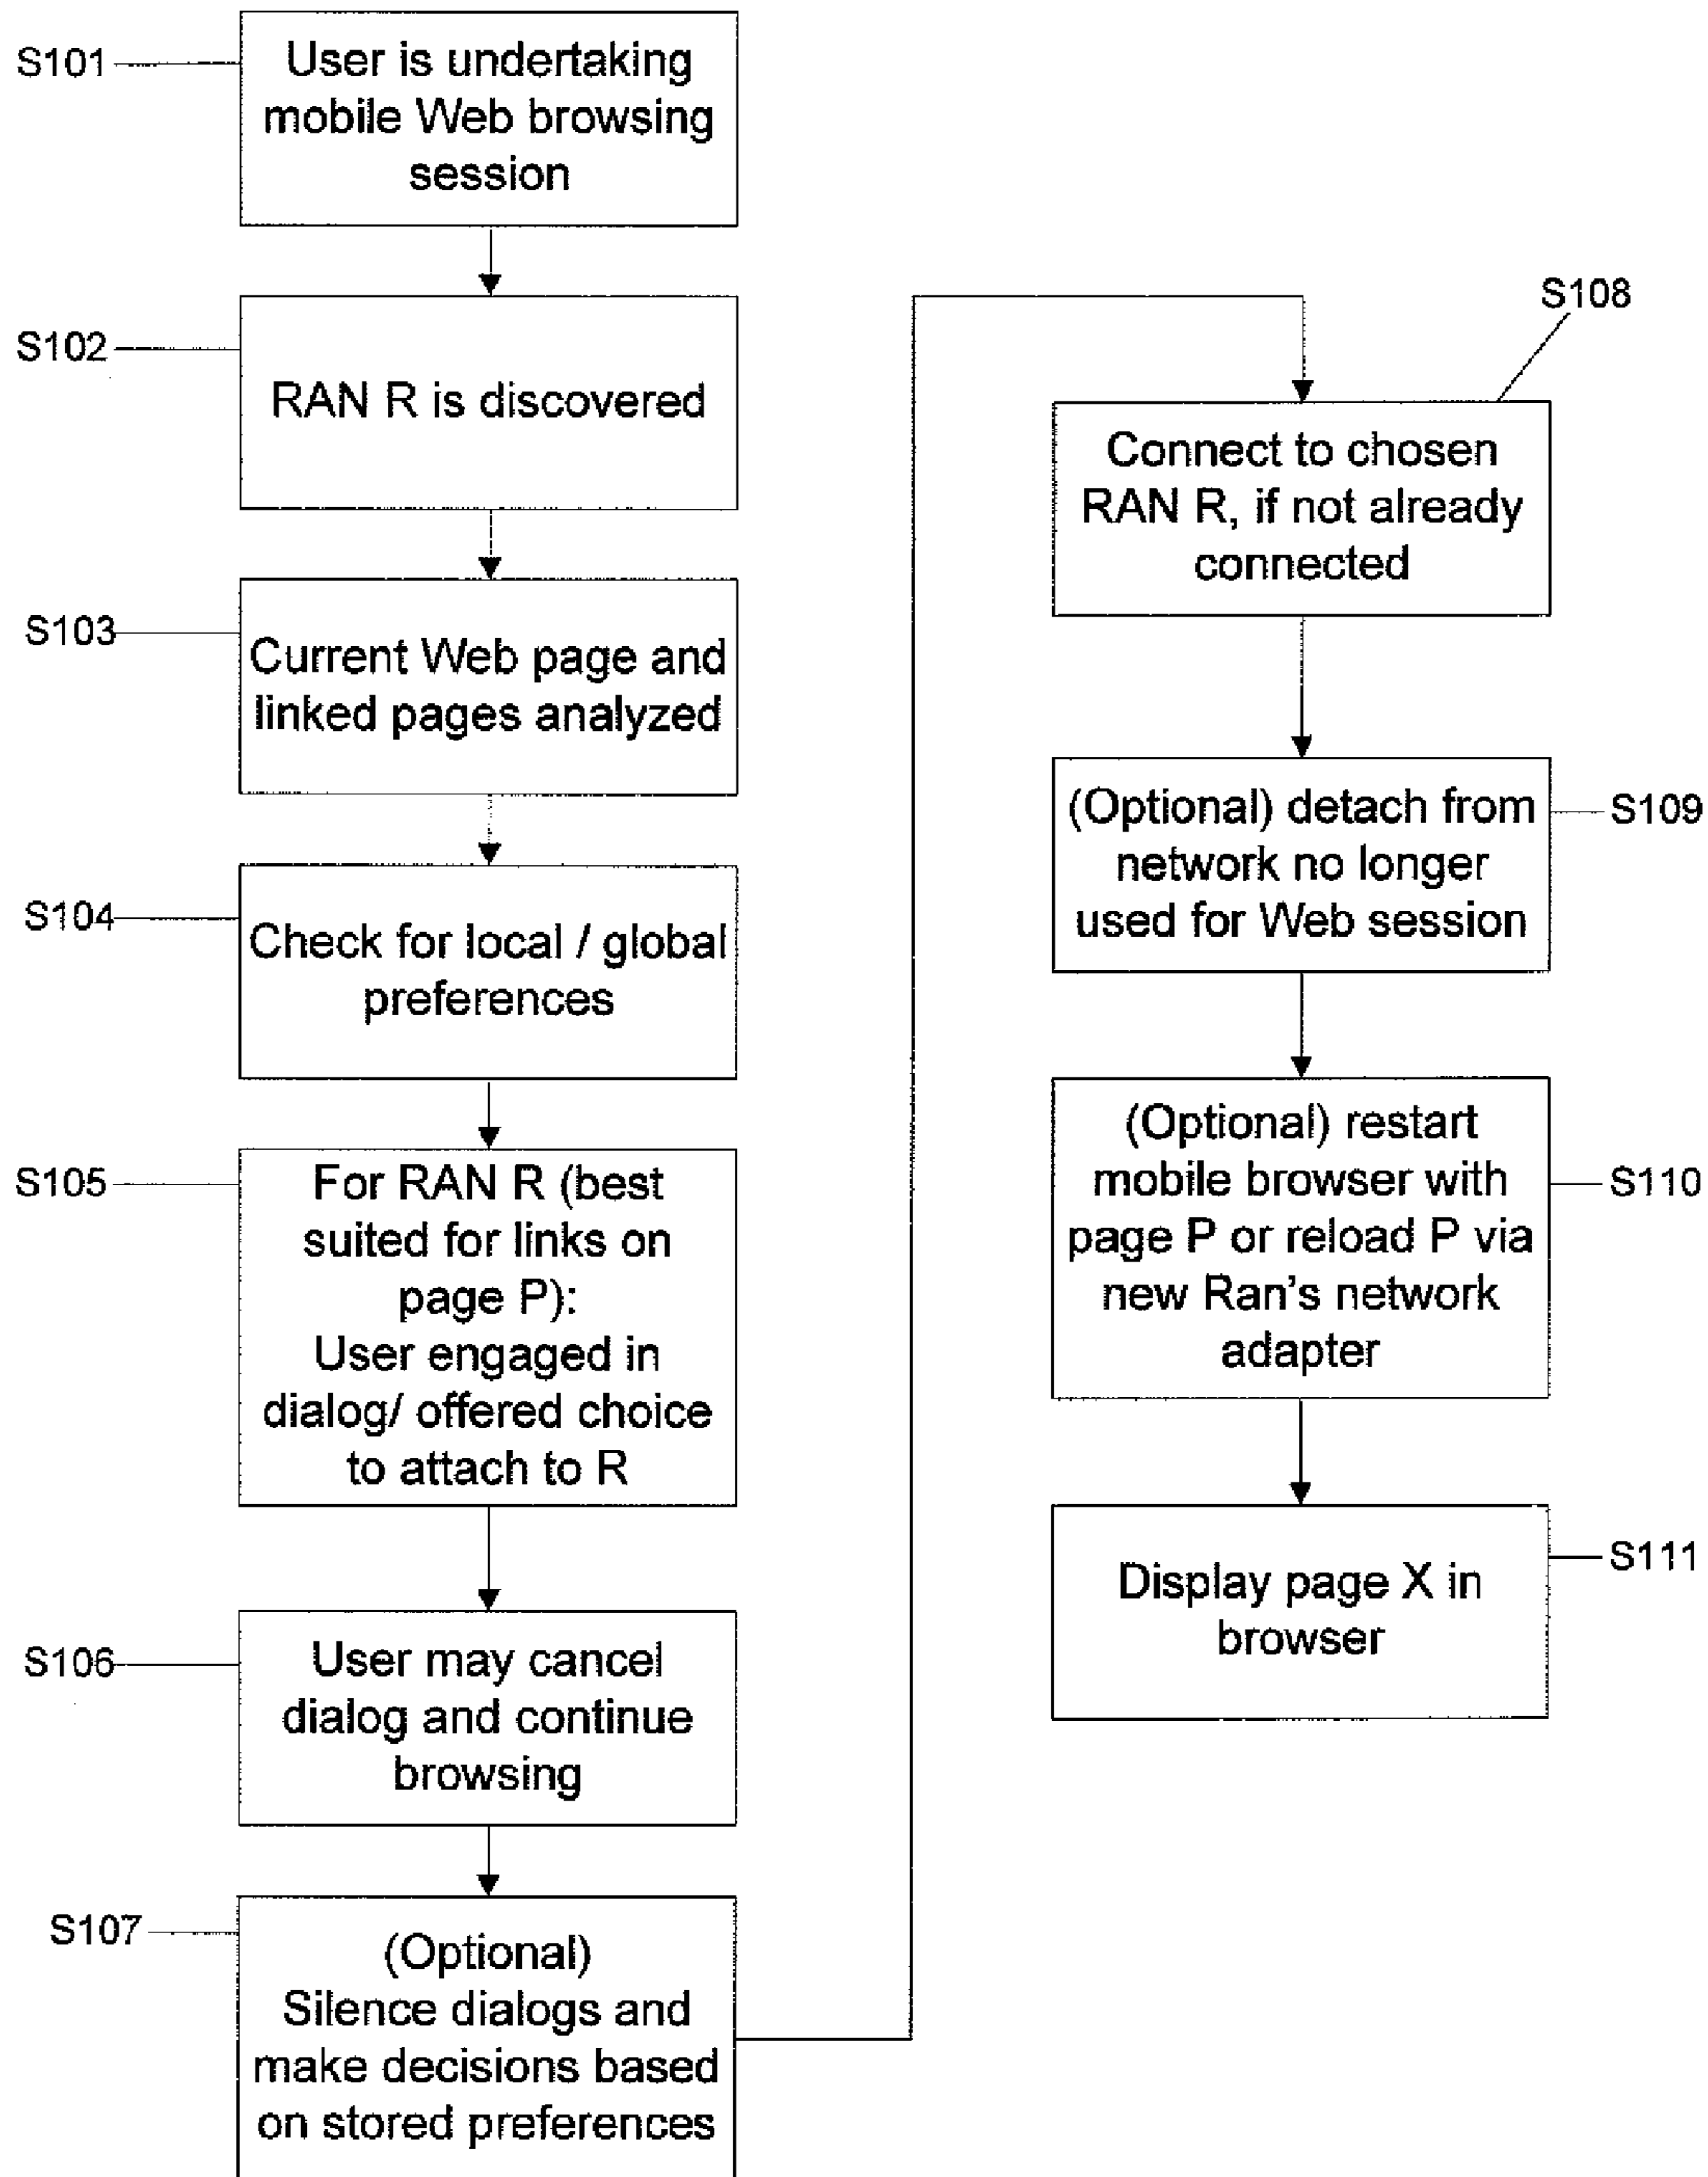 S101
User is undertaking
mobile Web browsing
session
S102
RAN R is discovered
S103
Current Web page and
linked pages analyzed
S104
Check for local / global
preferences
S105
For RAN R (best
suited for links on
page P):
User engaged in
dialog/ offered choice
to attach to R
S106
User may cancel
dialog and continue
browsing
S107
(Optional)
Silence dialogs and
make decisions based
on stored preferences
S108
Connect to chosen
RAN R, if not already
connected
(Optional) detach from
network no longer
used for Web session
S109
(Optional) restart
mobile browser with
page P or reload P via
new Ran's network
adapter
S110
Display page X in
browser
S111